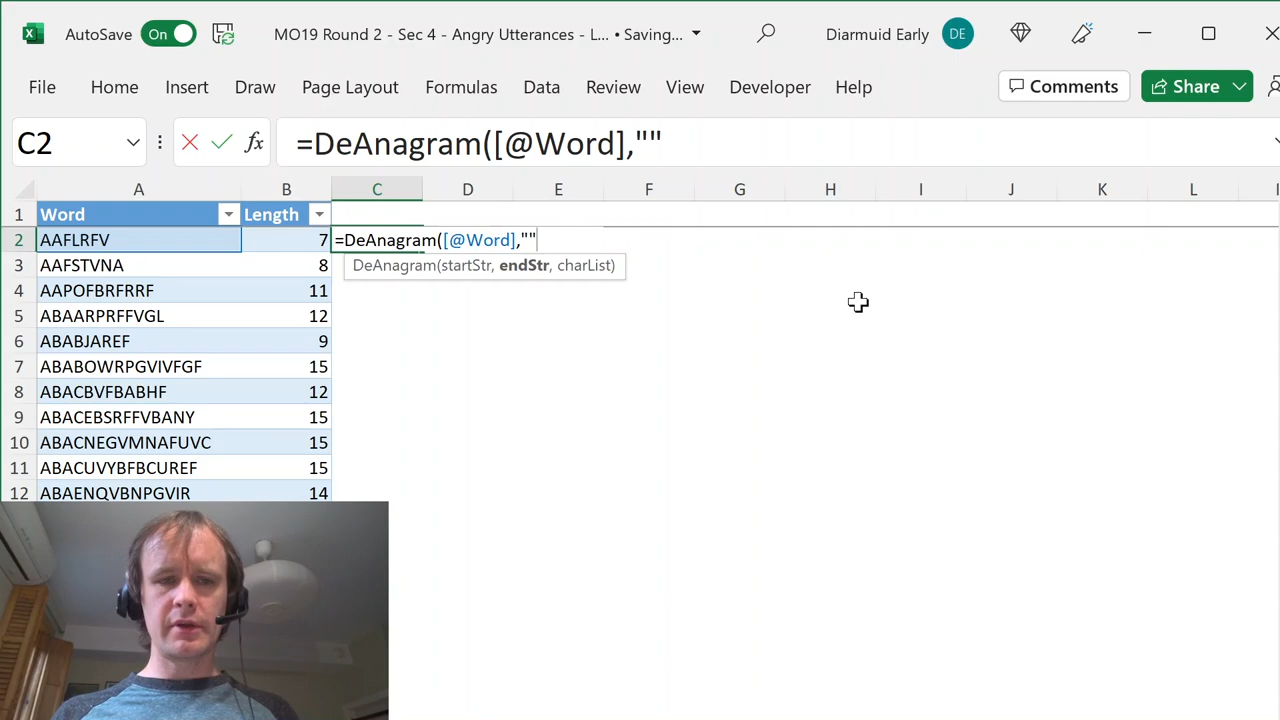 AutoSave On MO19 Round 2 - Sec 4 - Angry Utterances - L... • Saving... Diarmuid Early DE
File Home Insert Draw Page Layout Formulas Data Review View Developer Help Comments Share
C2 fx =DeAnagram([@Word],""
A B C D E F G H I J K L
1 Word Length
2 AAFLRFV 7 =DeAnagram([@Word],""
DeAnagram(startStr, endStr, charList)
3 AAFSTVNA 8
4 AAPOFBRFRRF 11
5 ABAARPRFFVGL 12
6 ABABJAREF 9
7 ABABOWRPGVIVFGF 15
8 ABACBVFBABHF 12
9 ABACEBSRFFVBANY 15
10 ABACNEGVMNAFUVC 15
11 ABACUVYBFBCUREF 15
12 ABAENQVBNPGVIR 14